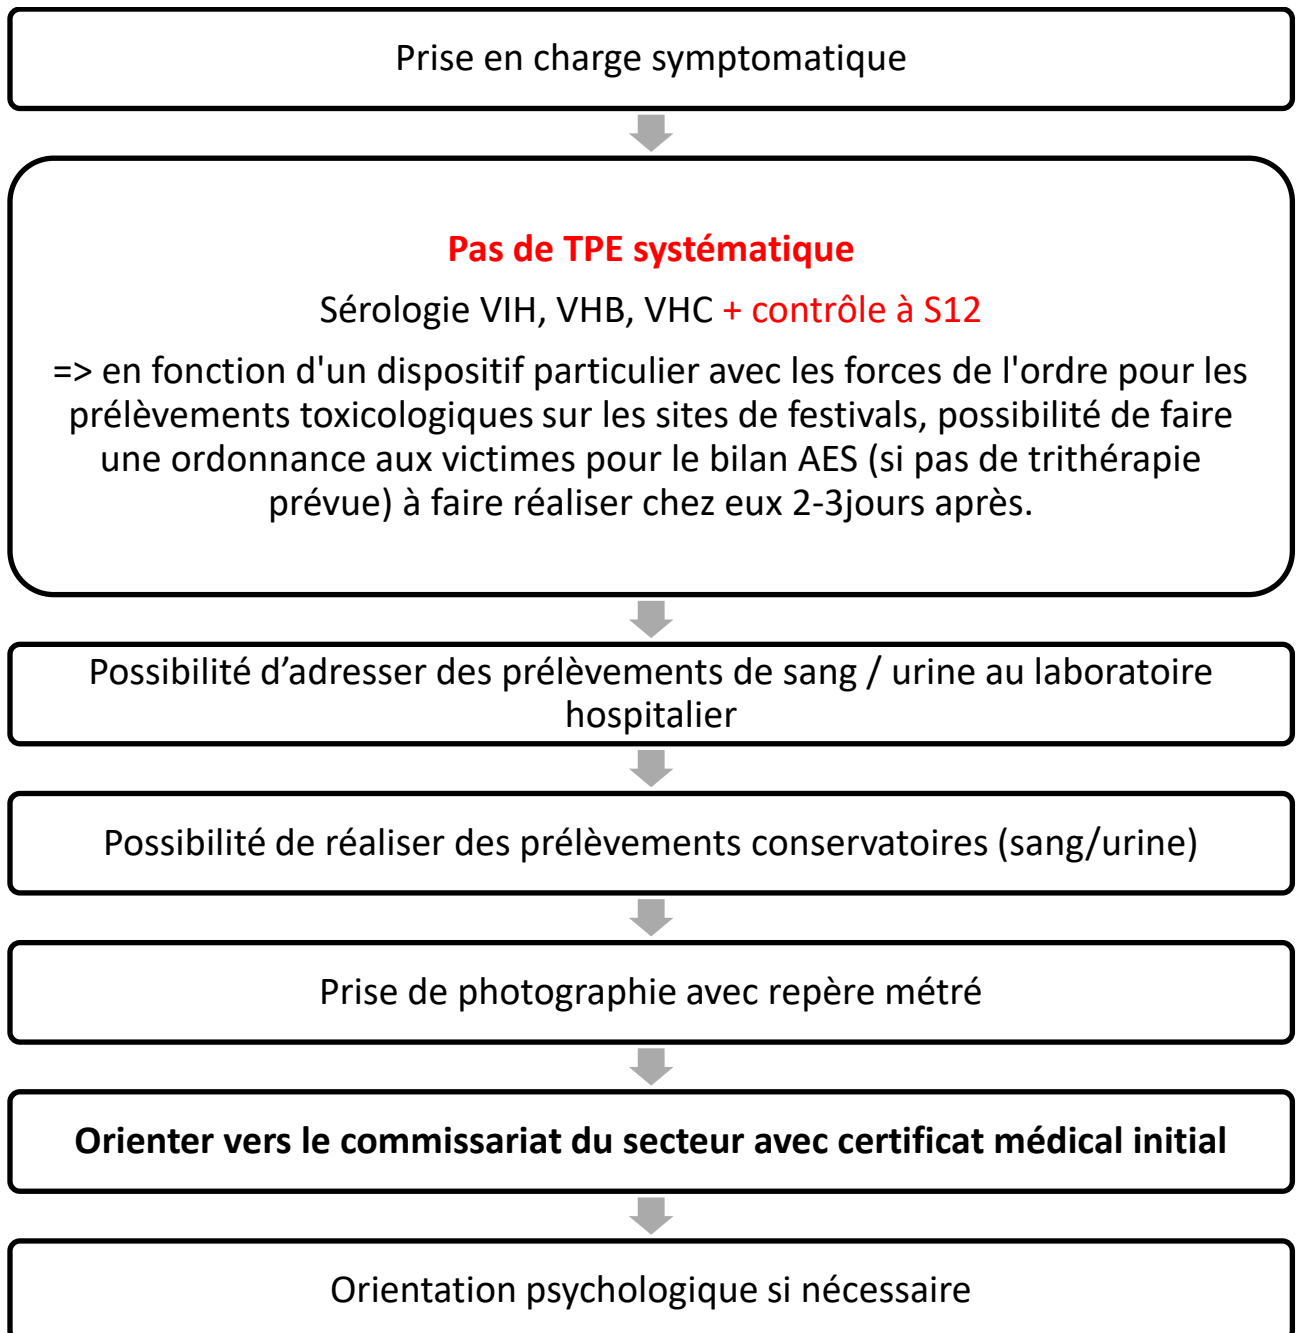 Prise en charge symptomatique
Pas de TPE systématique
Sérologie VIH, VHB, VHC + contrôle à S12
=> en fonction d'un dispositif particulier avec les forces de l'ordre pour les
prélèvements toxicologiques sur les sites de festivals, possibilité de faire
une ordonnance aux victimes pour le bilan AES (si pas de trithérapie
prévue) à faire réaliser chez eux 2-3jours après.
Possibilité d’adresser des prélèvements de sang / urine au laboratoire
hospitalier
Possibilité de réaliser des prélèvements conservatoires (sang/urine)
Prise de photographie avec repère métré
Orienter vers le commissariat du secteur avec certificat médical initial
Orientation psychologique si nécessaire